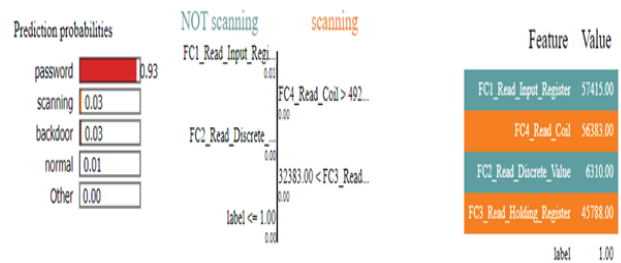 Prediction probabilities
password 0.93
scanning 0.03
backdoor 0.03
normal 0.01
Other 0.00
NOT scanning scanning
FC1_Read_Input_Regi...
0.01
FC4_Read_Coil > 492...
0.00
FC2_Read_Discrete_...
0.00
32383.00 < FC3_Read...
0.00
label <= 1.00
0.00
Feature Value
FC1_Read_Input_Register 57415.00
FC4_Read_Coil 56383.00
FC2_Read_Discrete_Value 6310.00
FC3_Read_Holding_Register 45788.00
label 1.00